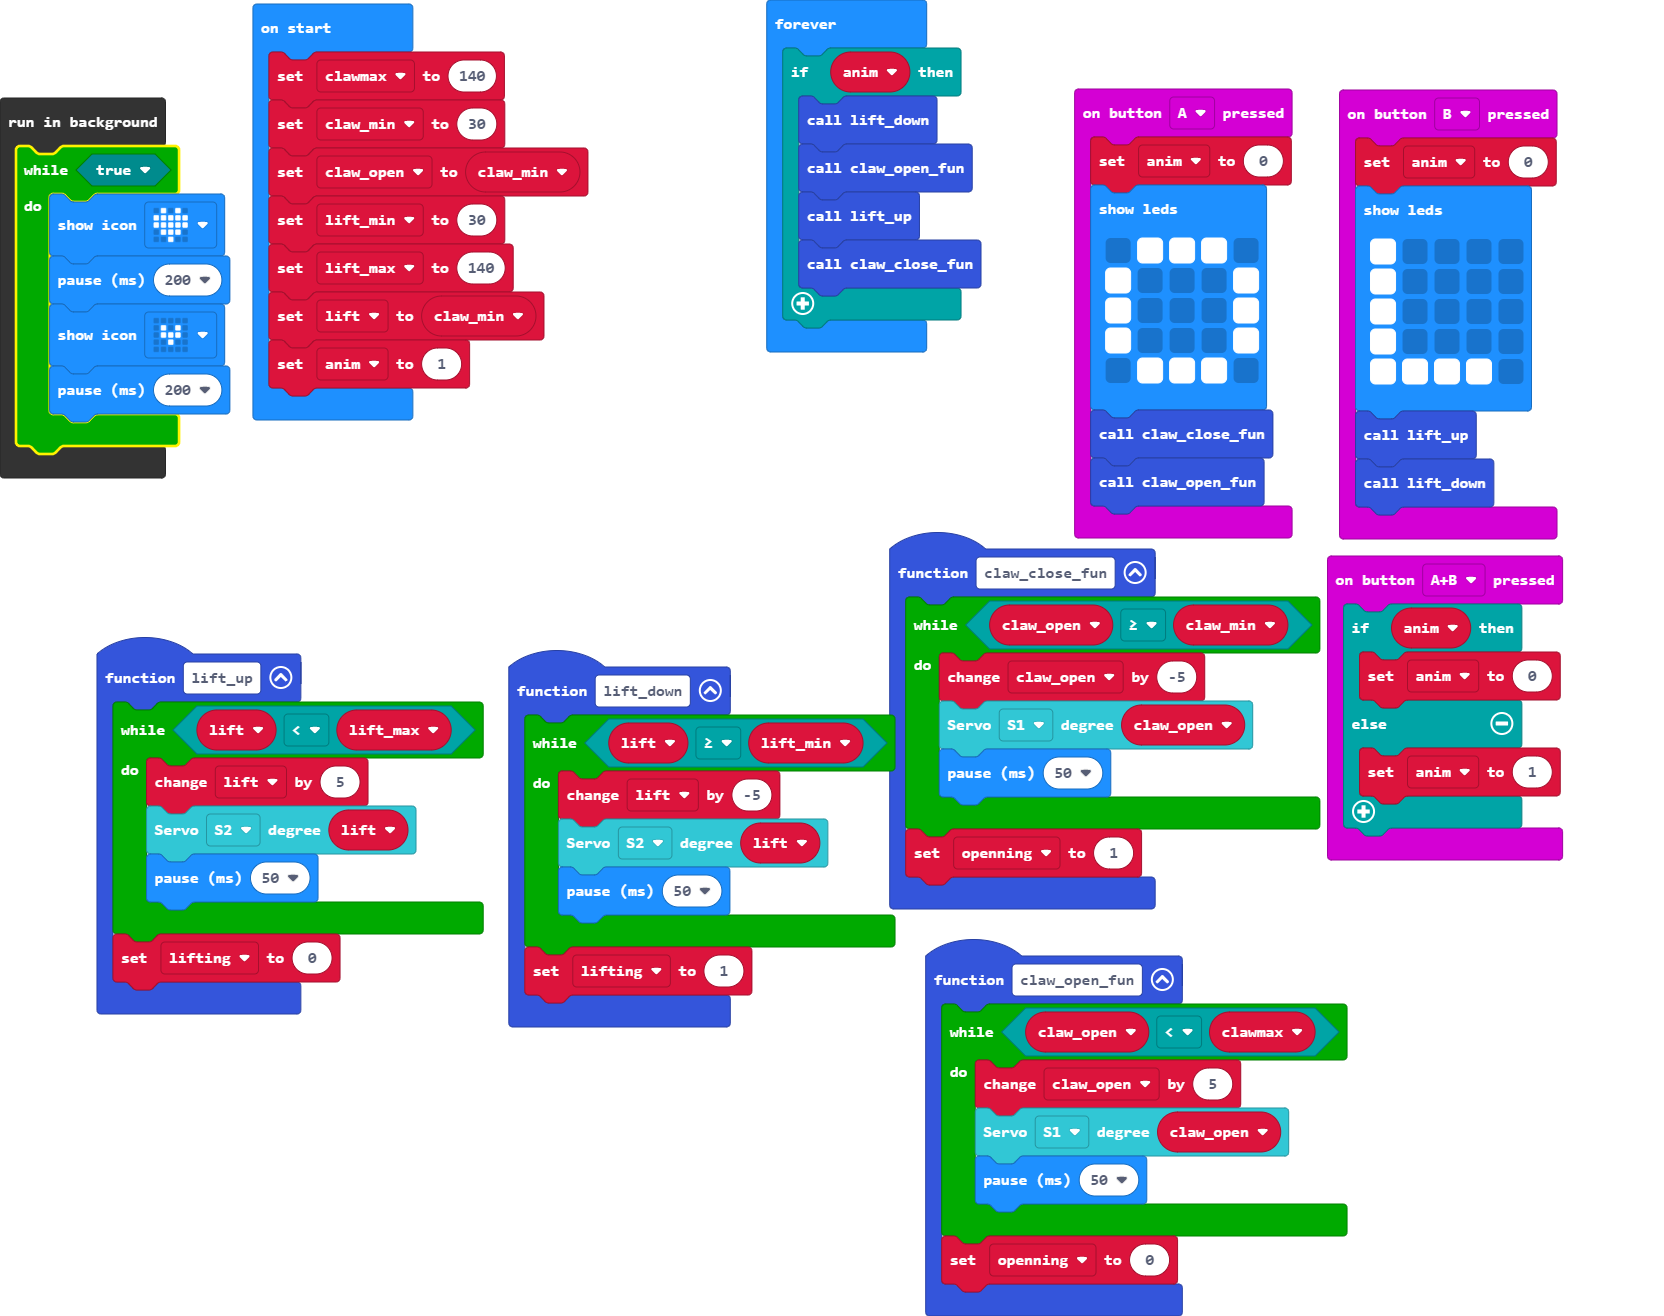 run in background
while true
do
show icon
pause (ms) 200
show icon
pause (ms) 200
on start
set clawmax to 140
set claw_min to 30
set claw_open to claw_min
set lift_min to 30
set lift_max to 140
set lift to claw_min
set anim to 1
forever
if anim then
call lift_down
call claw_open_fun
call lift_up
call claw_close_fun
on button A pressed
set anim to 0
show leds
call claw_close_fun
call claw_open_fun
on button B pressed
set anim to 0
show leds
call lift_up
call lift_down
function lift_up
while lift < lift_max
do
change lift by 5
Servo S2 degree lift
pause (ms) 50
set lifting to 0
function lift_down
while lift ≥ lift_min
do
change lift by -5
Servo S2 degree lift
pause (ms) 50
set lifting to 1
function claw_close_fun
while claw_open ≥ claw_min
do
change claw_open by -5
Servo S1 degree claw_open
pause (ms) 50
set openning to 1
on button A+B pressed
if anim then
set anim to 0
else
set anim to 1
function claw_open_fun
while claw_open < clawmax
do
change claw_open by 5
Servo S1 degree claw_open
pause (ms) 50
set openning to 0